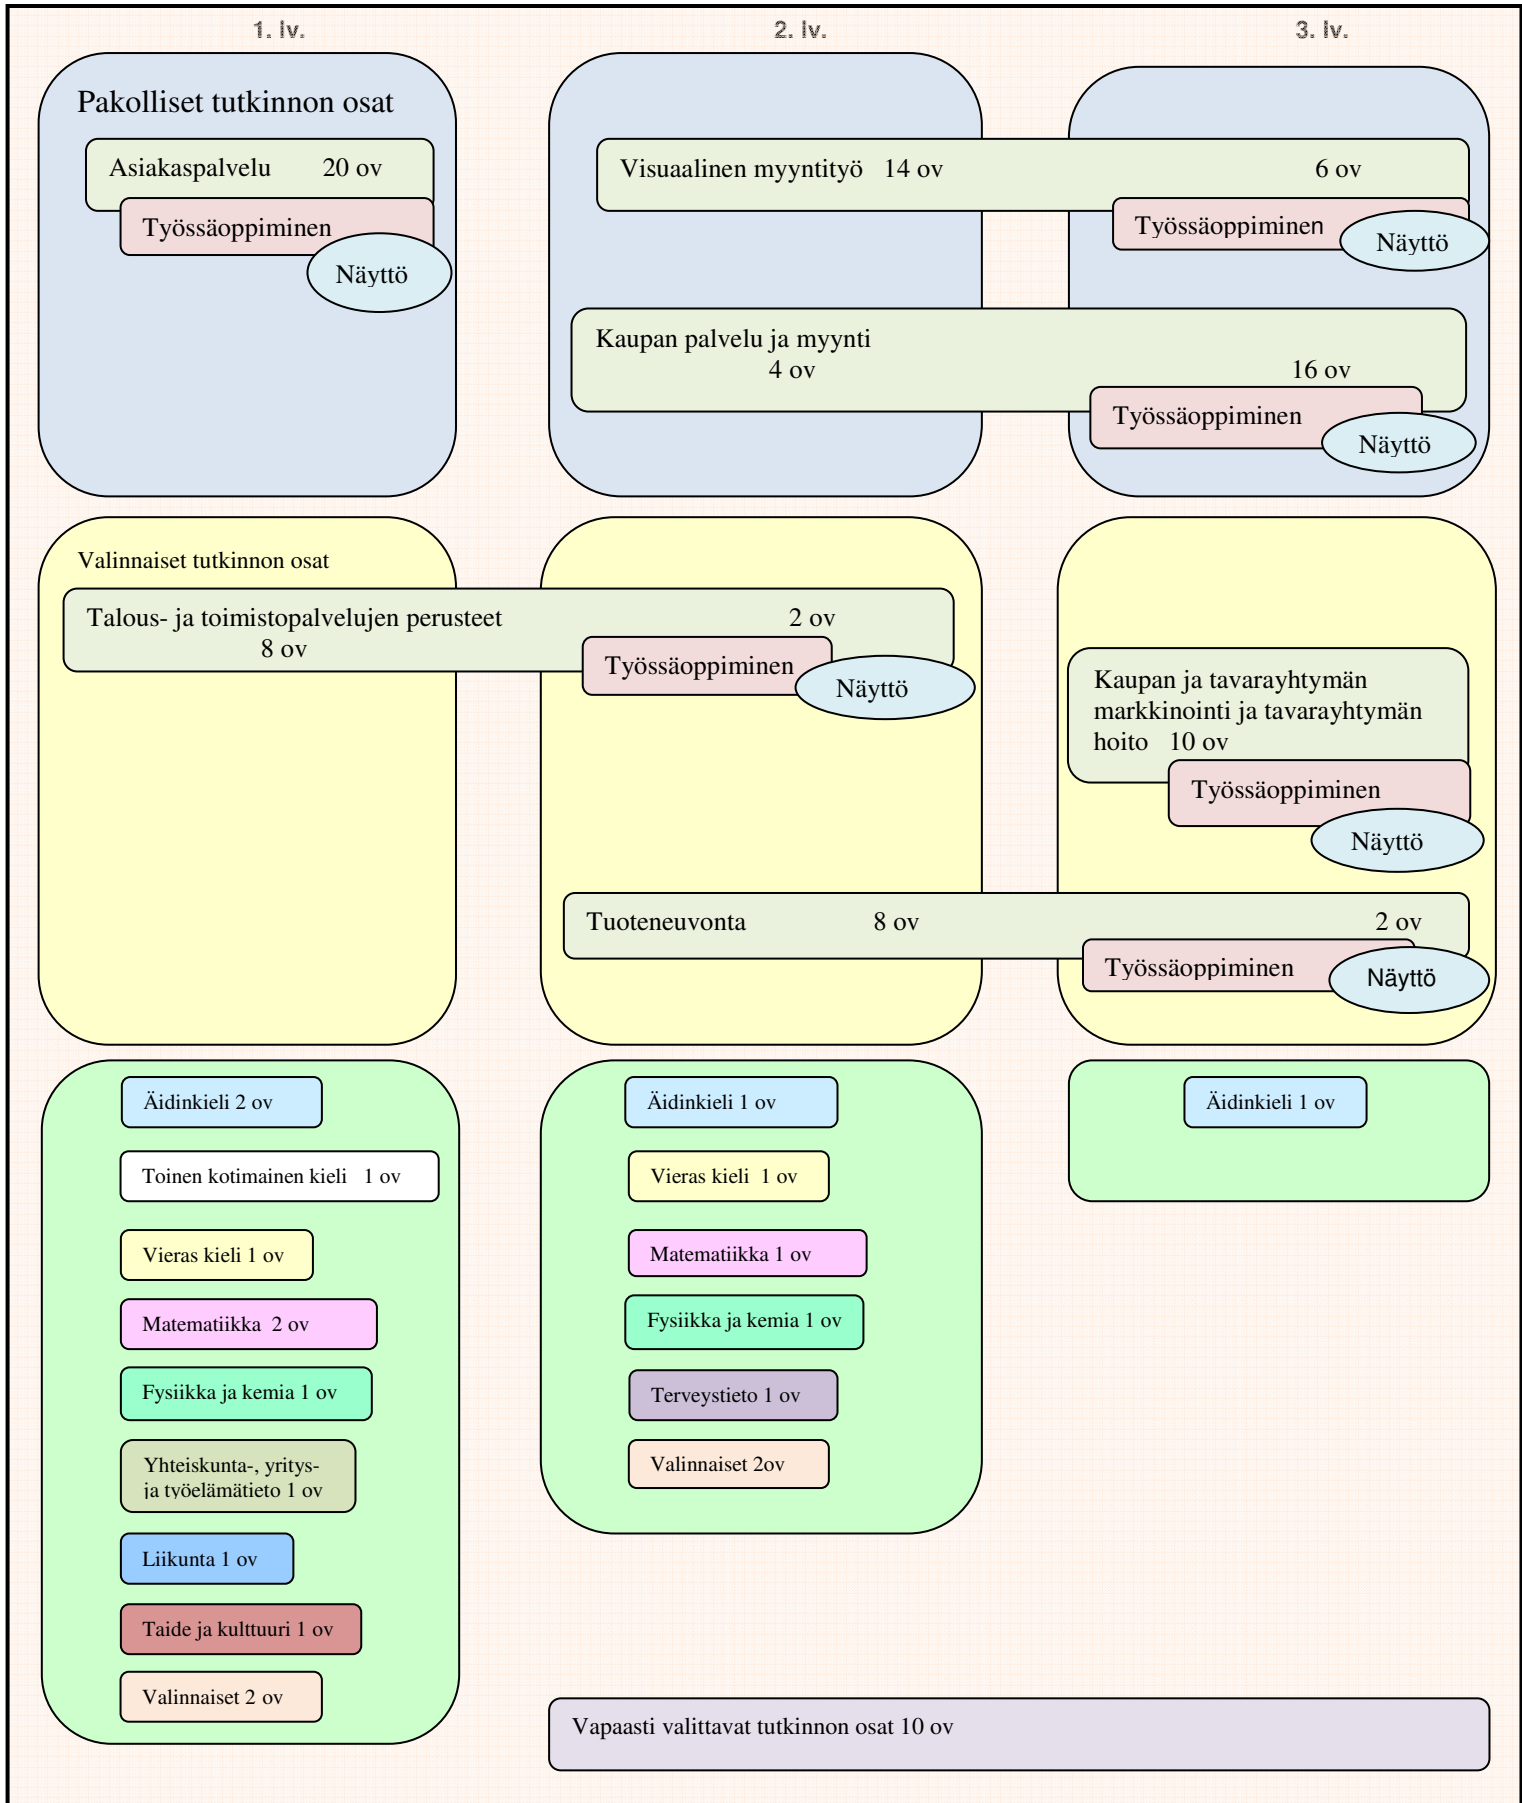 1. lv.
2. lv.
3. lv.
Pakolliset tutkinnon osat
Asiakaspalvelu 20 ov
Työssäoppiminen
Näyttö
Visuaalinen myyntityö 14 ov 6 ov
Työssäoppiminen
Näyttö
Kaupan palvelu ja myynti
4 ov 16 ov
Työssäoppiminen
Näyttö
Valinnaiset tutkinnon osat
Talous- ja toimistopalvelujen perusteet 2 ov
8 ov
Työssäoppiminen
Näyttö
Kaupan ja tavarayhtymän
markkinointi ja tavarayhtymän
hoito 10 ov
Työssäoppiminen
Näyttö
Tuoteneuvonta 8 ov 2 ov
Työssäoppiminen
Näyttö
Äidinkieli 2 ov
Toinen kotimainen kieli 1 ov
Vieras kieli 1 ov
Matematiikka 2 ov
Fysiikka ja kemia 1 ov
Yhteiskunta-, yritys-
ja työelämätieto 1 ov
Liikunta 1 ov
Taide ja kulttuuri 1 ov
Valinnaiset 2 ov
Äidinkieli 1 ov
Vieras kieli 1 ov
Matematiikka 1 ov
Fysiikka ja kemia 1 ov
Terveystieto 1 ov
Valinnaiset 2ov
Äidinkieli 1 ov
Vapaasti valittavat tutkinnon osat 10 ov